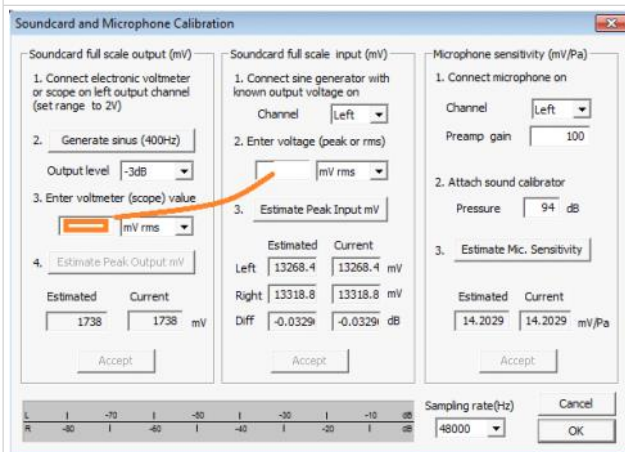 Soundcard and Microphone Calibration
Soundcard full scale output (mV)
1. Connect electronic voltmeter
or scope on left output channel
(set range to 2V)
2. Generate sinus (400Hz)
Output level -3dB
3. Enter voltmeter (scope) value
mV rms
4. Estimate Peak Output mV
Estimated Current
1738 1738 mV
Accept
Soundcard full scale input (mV)
1. Connect sine generator with
known output voltage on
Channel Left
2. Enter voltage (peak or rms)
mV rms
3. Estimate Peak Input mV
Estimated Current
Left 13268.4 13268.4 mV
Right 13318.8 13318.8 mV
Diff -0.0329 -0.0329 dB
Accept
Microphone sensitivity (mV/Pa)
1. Connect microphone on
Channel Left
Preamp gain 100
2. Attach sound calibrator
Pressure 94 dB
3. Estimate Mic. Sensitivity
Estimated Current
14.2029 14.2029 mV/Pa
Accept
L -70 -50 -30 -10 dB
R -80 -60 -40 -20 dB
Sampling rate(Hz)
48000
Cancel
OK